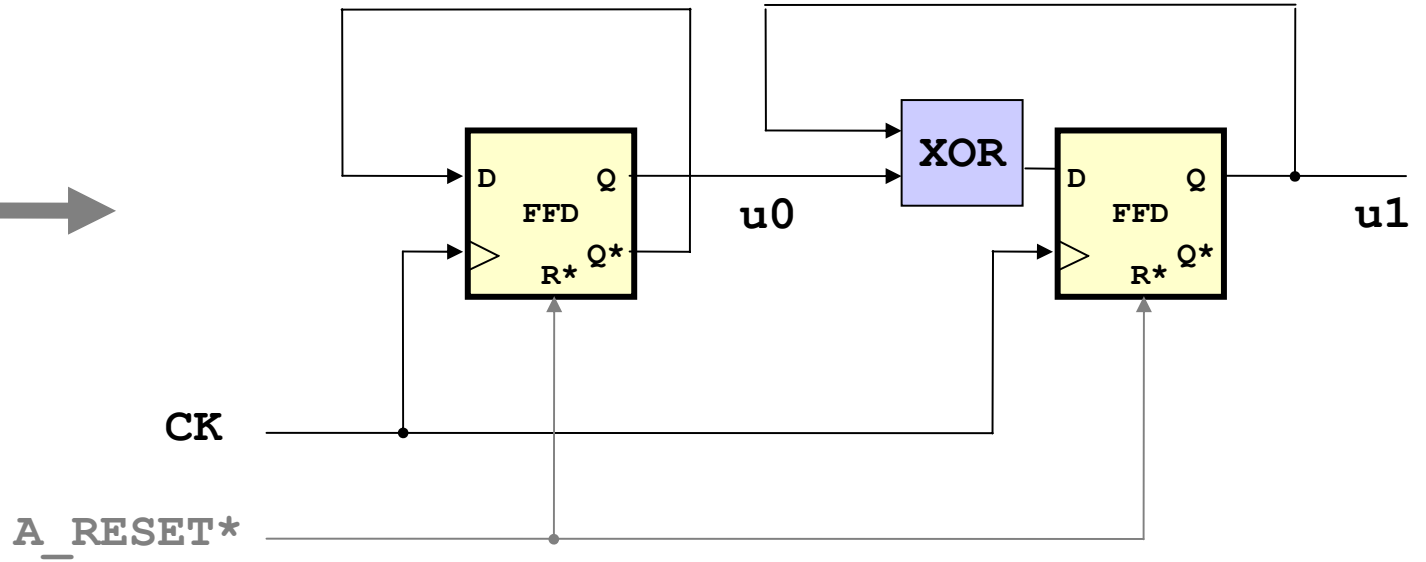 XOR
D Q
FFD
Q*
R*
u0
D Q
FFD
Q*
R*
u1
CK
A_RESET*